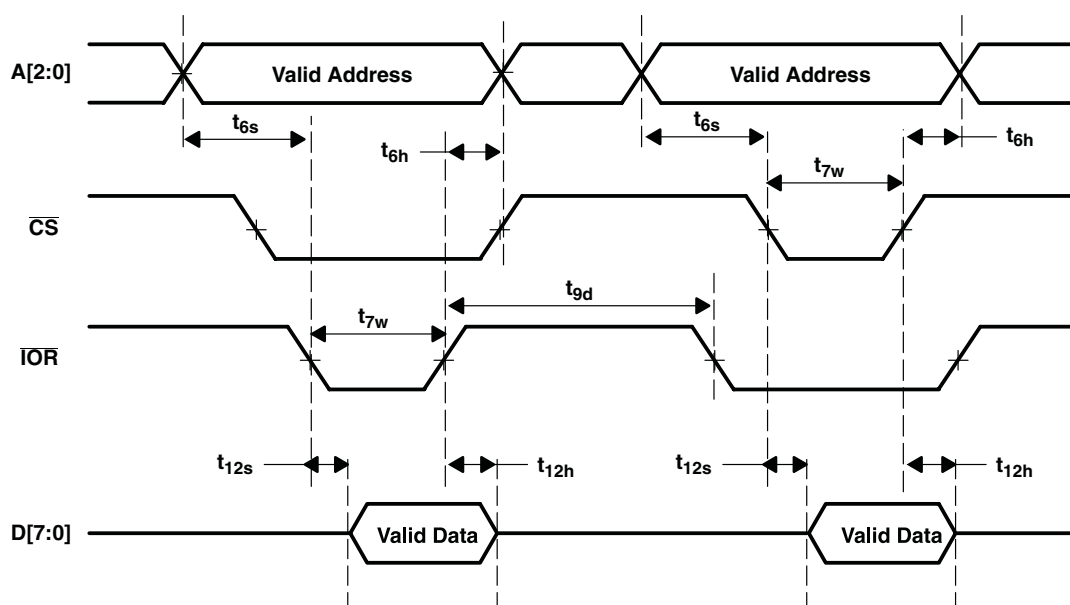 A[2:0] Valid Address Valid Address
t6s t6h t6s t6h
t7w
CS
t9d
t7w
IOR
t12s t12h t12s t12h
D[7:0] Valid Data Valid Data